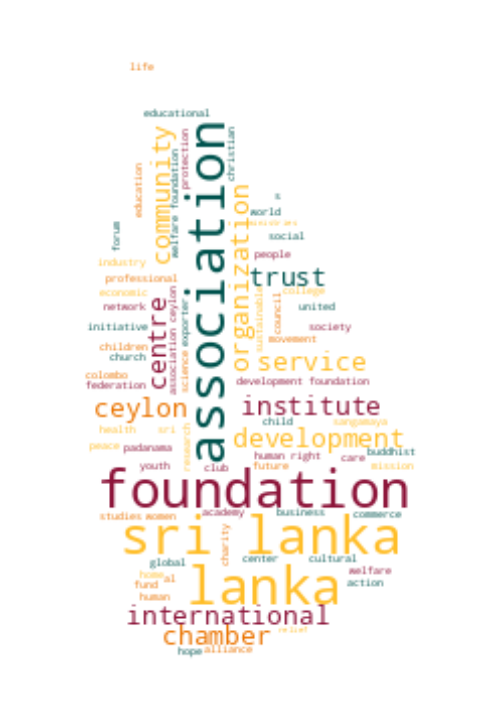 life
educational
association
community
protection
christian
welfare foundation
education
organization
s
world
forum
social
people
industry
trust
professional
economic
college
centre
association ceylon
exporter
sustainable
council
network
united
initiative
society
movement
children
church
science
service
colombo
federation
development foundation
ceylon
institute
child
sangamaya
health
sri
development
peace
padanama
research
human right
care
buddhist
youth
club
future
mission
foundation
academy
business
commerce
studies
women
sri lanka
charity
center
cultural
global
welfare
home
al
fund
action
human
lanka
international
chamber
relief
hope
alliance